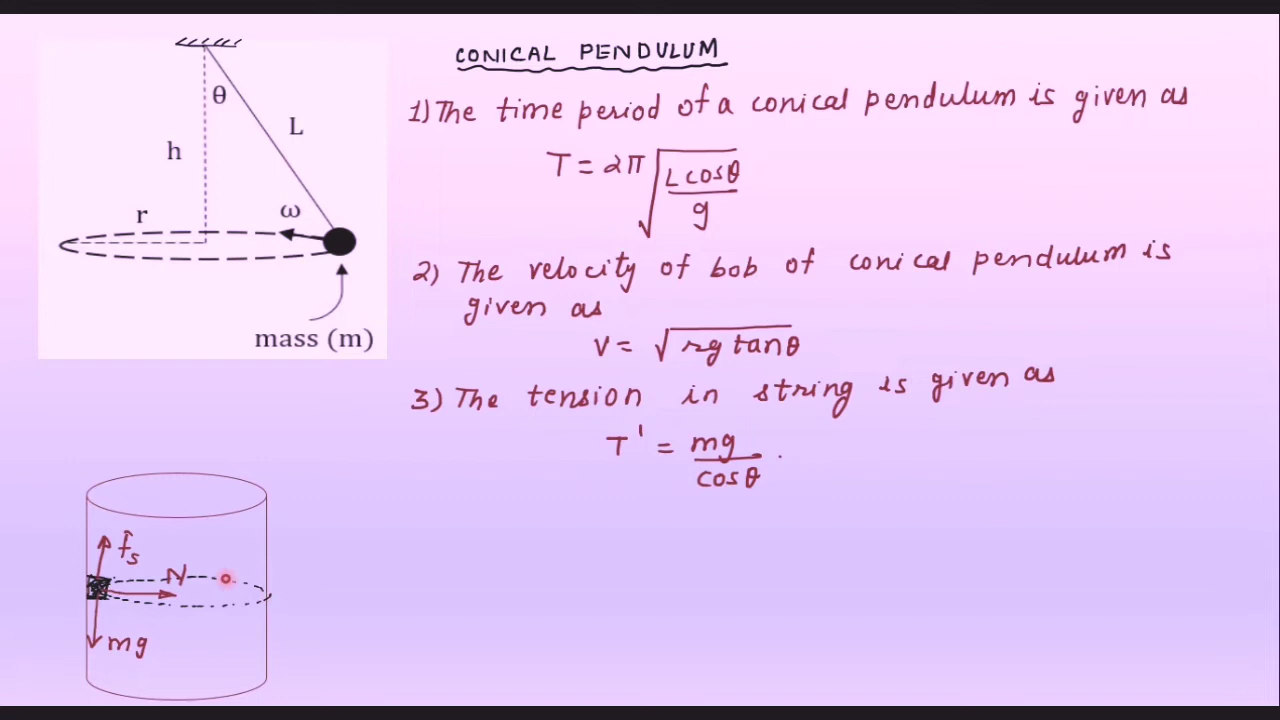 CONICAL PENDULUM
1) The time period of a conical pendulum is given as
T = 2π √(L cosθ / g)
2) The velocity of bob of conical pendulum is
given as
V = √(rg tanθ)
3) The tension in string is given as
T' = mg / cosθ .
θ
L
h
r
ω
mass (m)
fs
N
mg